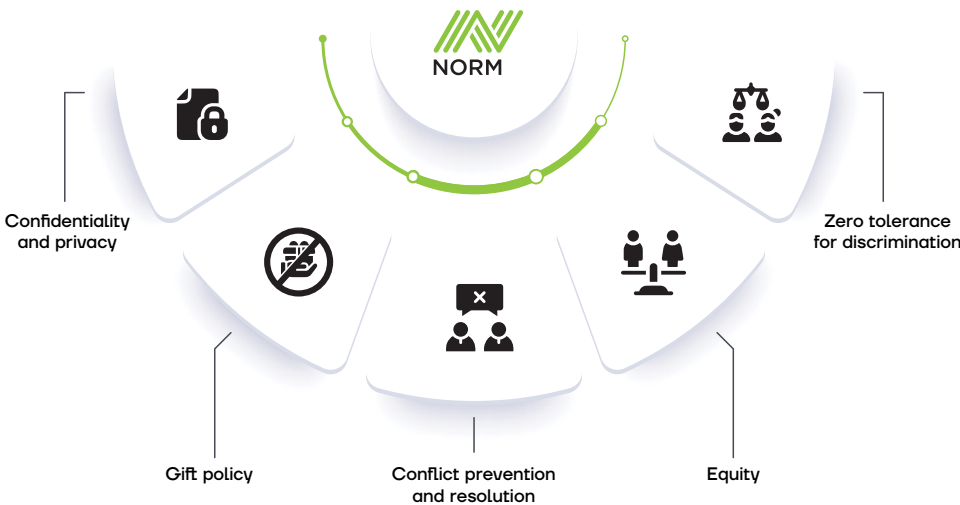 NORM
Confidentiality
and privacy
Zero tolerance
for discrimination
Gift policy
Conflict prevention
and resolution
Equity